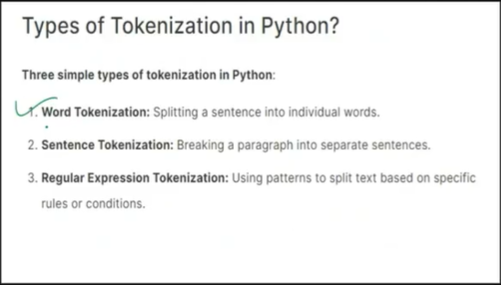 Types of Tokenization in Python?
Three simple types of tokenization in Python:
1. Word Tokenization: Splitting a sentence into individual words.
2. Sentence Tokenization: Breaking a paragraph into separate sentences.
3. Regular Expression Tokenization: Using patterns to split text based on specific
rules or conditions.